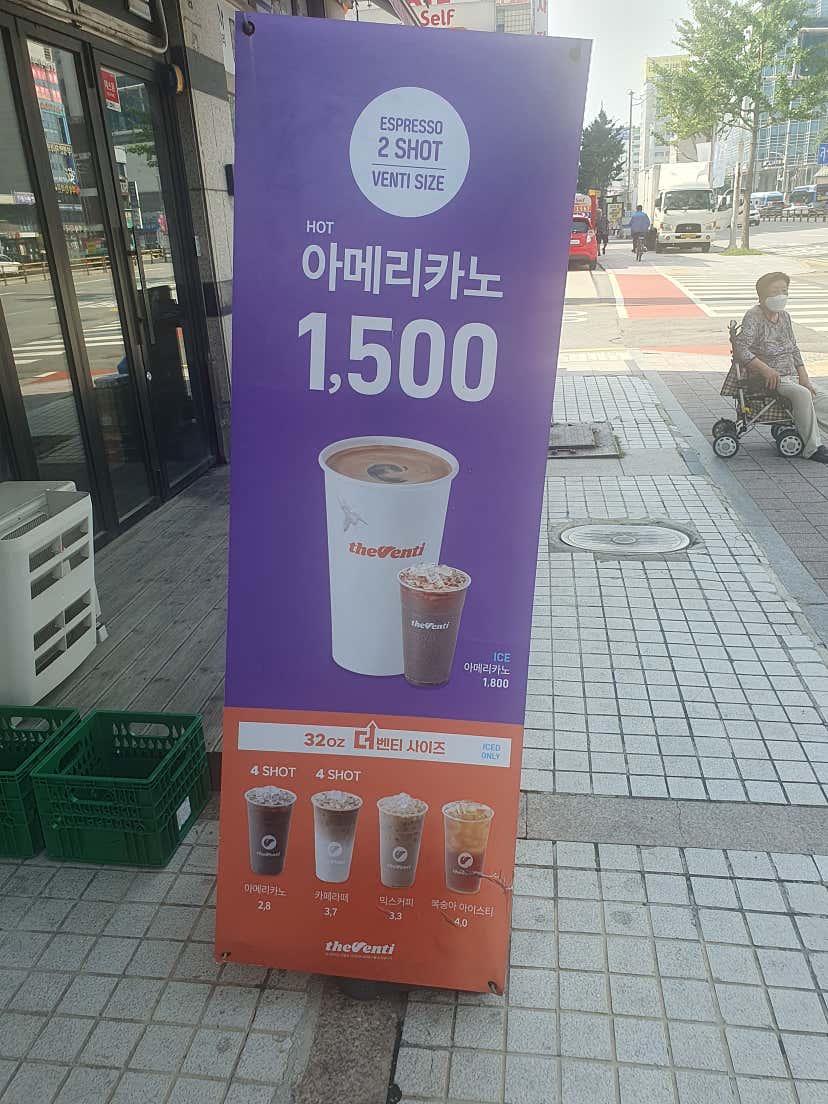 Self
ESPRESSO
2 SHOT
VENTI SIZE
HOT
아메리카노
1,500
theVenti
theVenti
ICE
아메리카노
1,800
32oz 더 벤티 사이즈
ICED
ONLY
4 SHOT 4 SHOT
아메리카노 카페라떼 믹스커피 복숭아 아이스티
2,8 3,7 3,3 4,0
theVenti